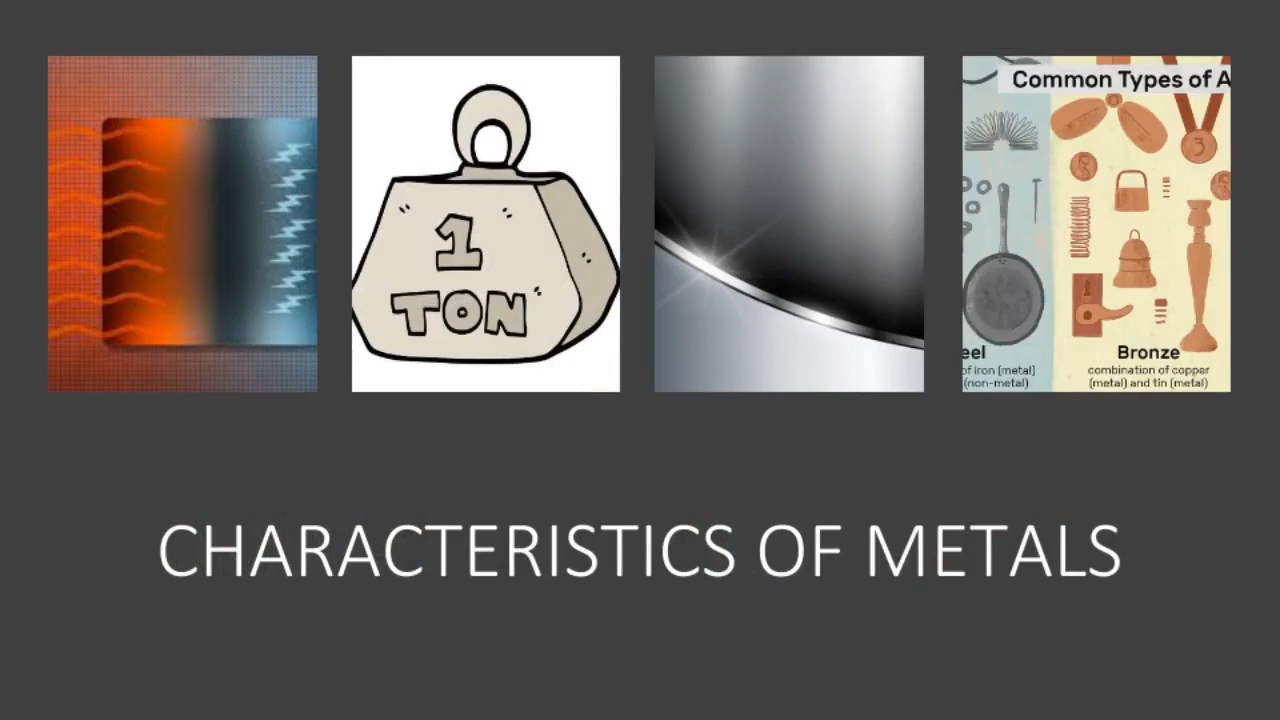 1
TON
Common Types of A
3
eel
of iron (metal)
(non-metal)
Bronze
combination of copper
(metal) and tin (metal)
CHARACTERISTICS OF METALS